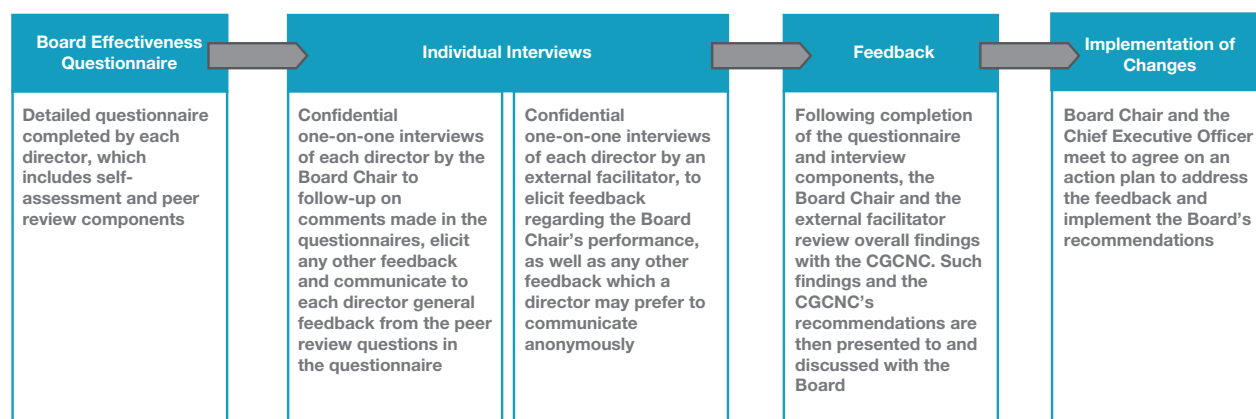 Board Effectiveness
Questionnaire
Detailed questionnaire
completed by each
director, which
includes self-
assessment and peer
review components
Individual Interviews
Confidential
one-on-one interviews
of each director by the
Board Chair to
follow-up on
comments made in the
questionnaires, elicit
any other feedback
and communicate to
each director general
feedback from the peer
review questions in
the questionnaire
Confidential
one-on-one interviews
of each director by an
external facilitator, to
elicit feedback
regarding the Board
Chair’s performance,
as well as any other
feedback which a
director may prefer to
communicate
anonymously
Feedback
Following completion
of the questionnaire
and interview
components, the
Board Chair and the
external facilitator
review overall findings
with the CGCNC. Such
findings and the
CGCNC’s
recommendations are
then presented to and
discussed with the
Board
Implementation of
Changes
Board Chair and the
Chief Executive Officer
meet to agree on an
action plan to address
the feedback and
implement the Board’s
recommendations